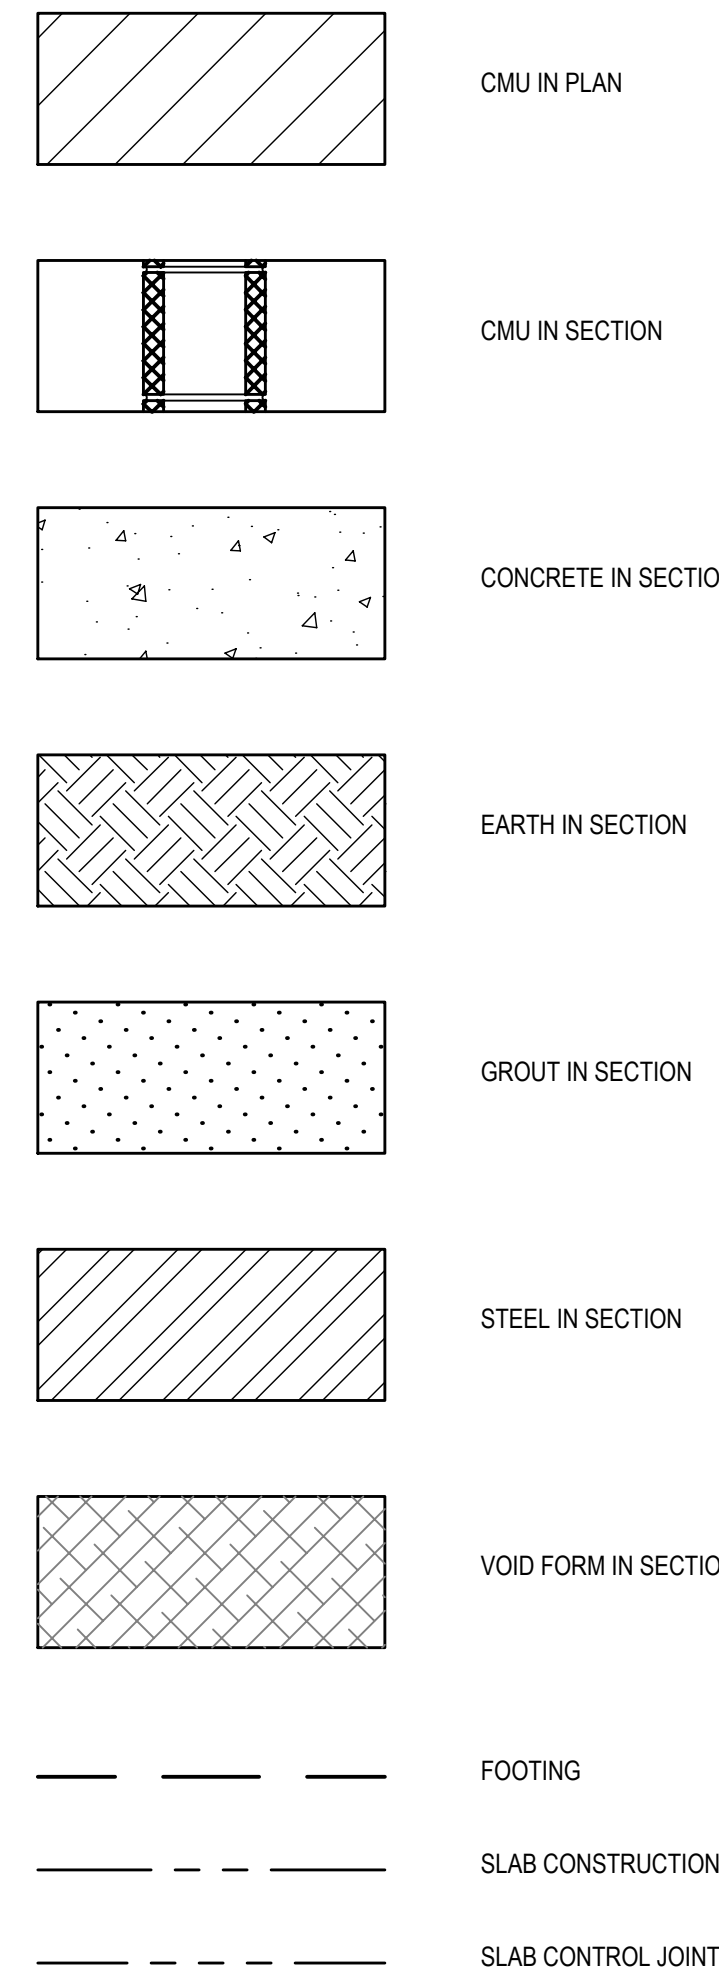 CMU IN PLAN
CMU IN SECTION
CONCRETE IN SECTIO
EARTH IN SECTION
GROUT IN SECTION
STEEL IN SECTION
VOID FORM IN SECTIO
FOOTING
SLAB CONSTRUCTION
SLAB CONTROL JOINT